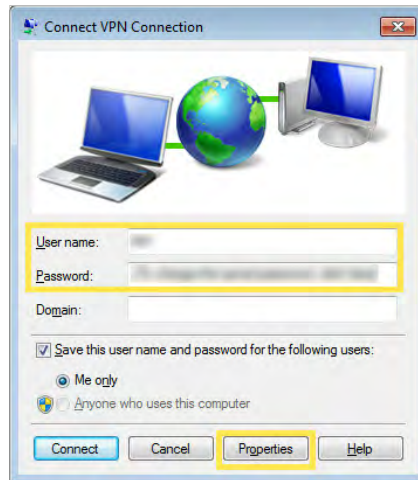 Connect VPN Connection
User name:
Password:
Domain:
Save this user name and password for the following users:
Me only
Anyone who uses this computer
Connect Cancel Properties Help